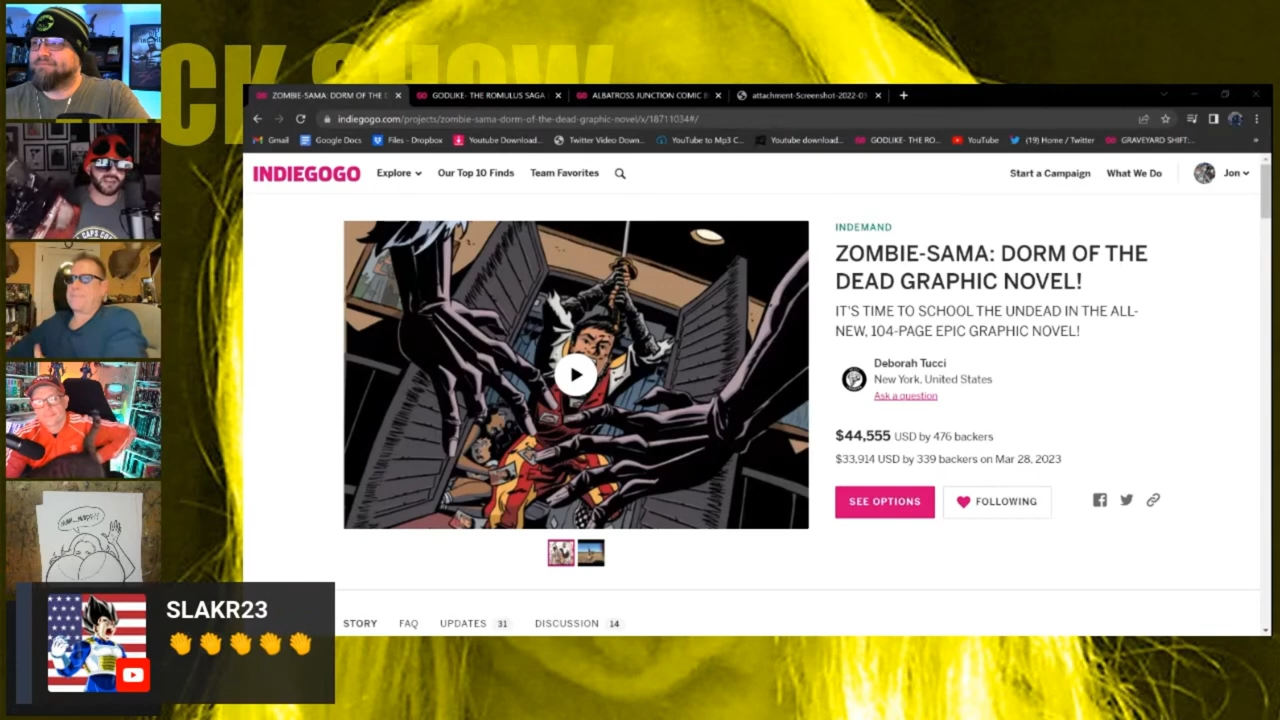 CK SHOW
ZOMBIE-SAMA: DORM OF THE
GODLIKE- THE ROMULUS SAGA
ALBATROSS JUNCTION COMIC
attachment-Screenshot-2022-03
indiegogo.com/projects/zombie-sama-dorm-of-the-dead-graphic-novel/x/18711034#/
Gmail
Google Docs
Files - Dropbox
Youtube Download...
Twitter Video Down...
YouTube to Mp3 C...
Youtube download...
GODLIKE- THE RO...
YouTube
(19) Home / Twitter
GRAVEYARD SHIFT:...
INDIEGOGO
Explore
Our Top 10 Finds
Team Favorites
Start a Campaign
What We Do
Jon
INDEMAND
ZOMBIE-SAMA: DORM OF THE
DEAD GRAPHIC NOVEL!
IT'S TIME TO SCHOOL THE UNDEAD IN THE ALL-
NEW, 104-PAGE EPIC GRAPHIC NOVEL!
Deborah Tucci
New York, United States
Ask a question
$44,555 USD by 476 backers
$33,914 USD by 339 backers on Mar 28, 2023
SEE OPTIONS
FOLLOWING
STORY
FAQ
UPDATES 31
DISCUSSION 14
SLAKR23
👏👏👏👏👏